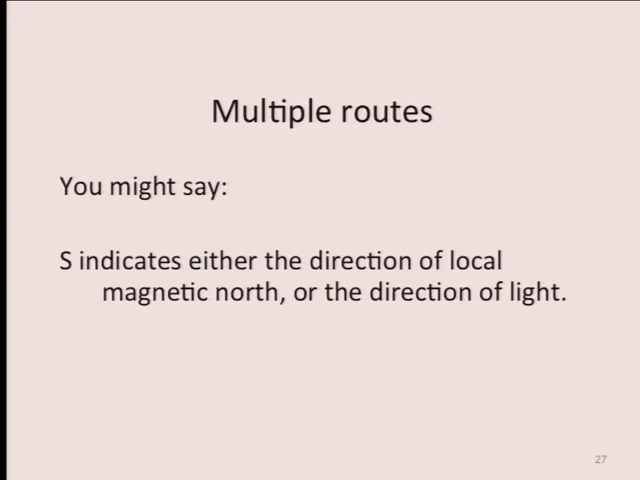 Multiple routes
You might say:
S indicates either the direction of local
magnetic north, or the direction of light.
27